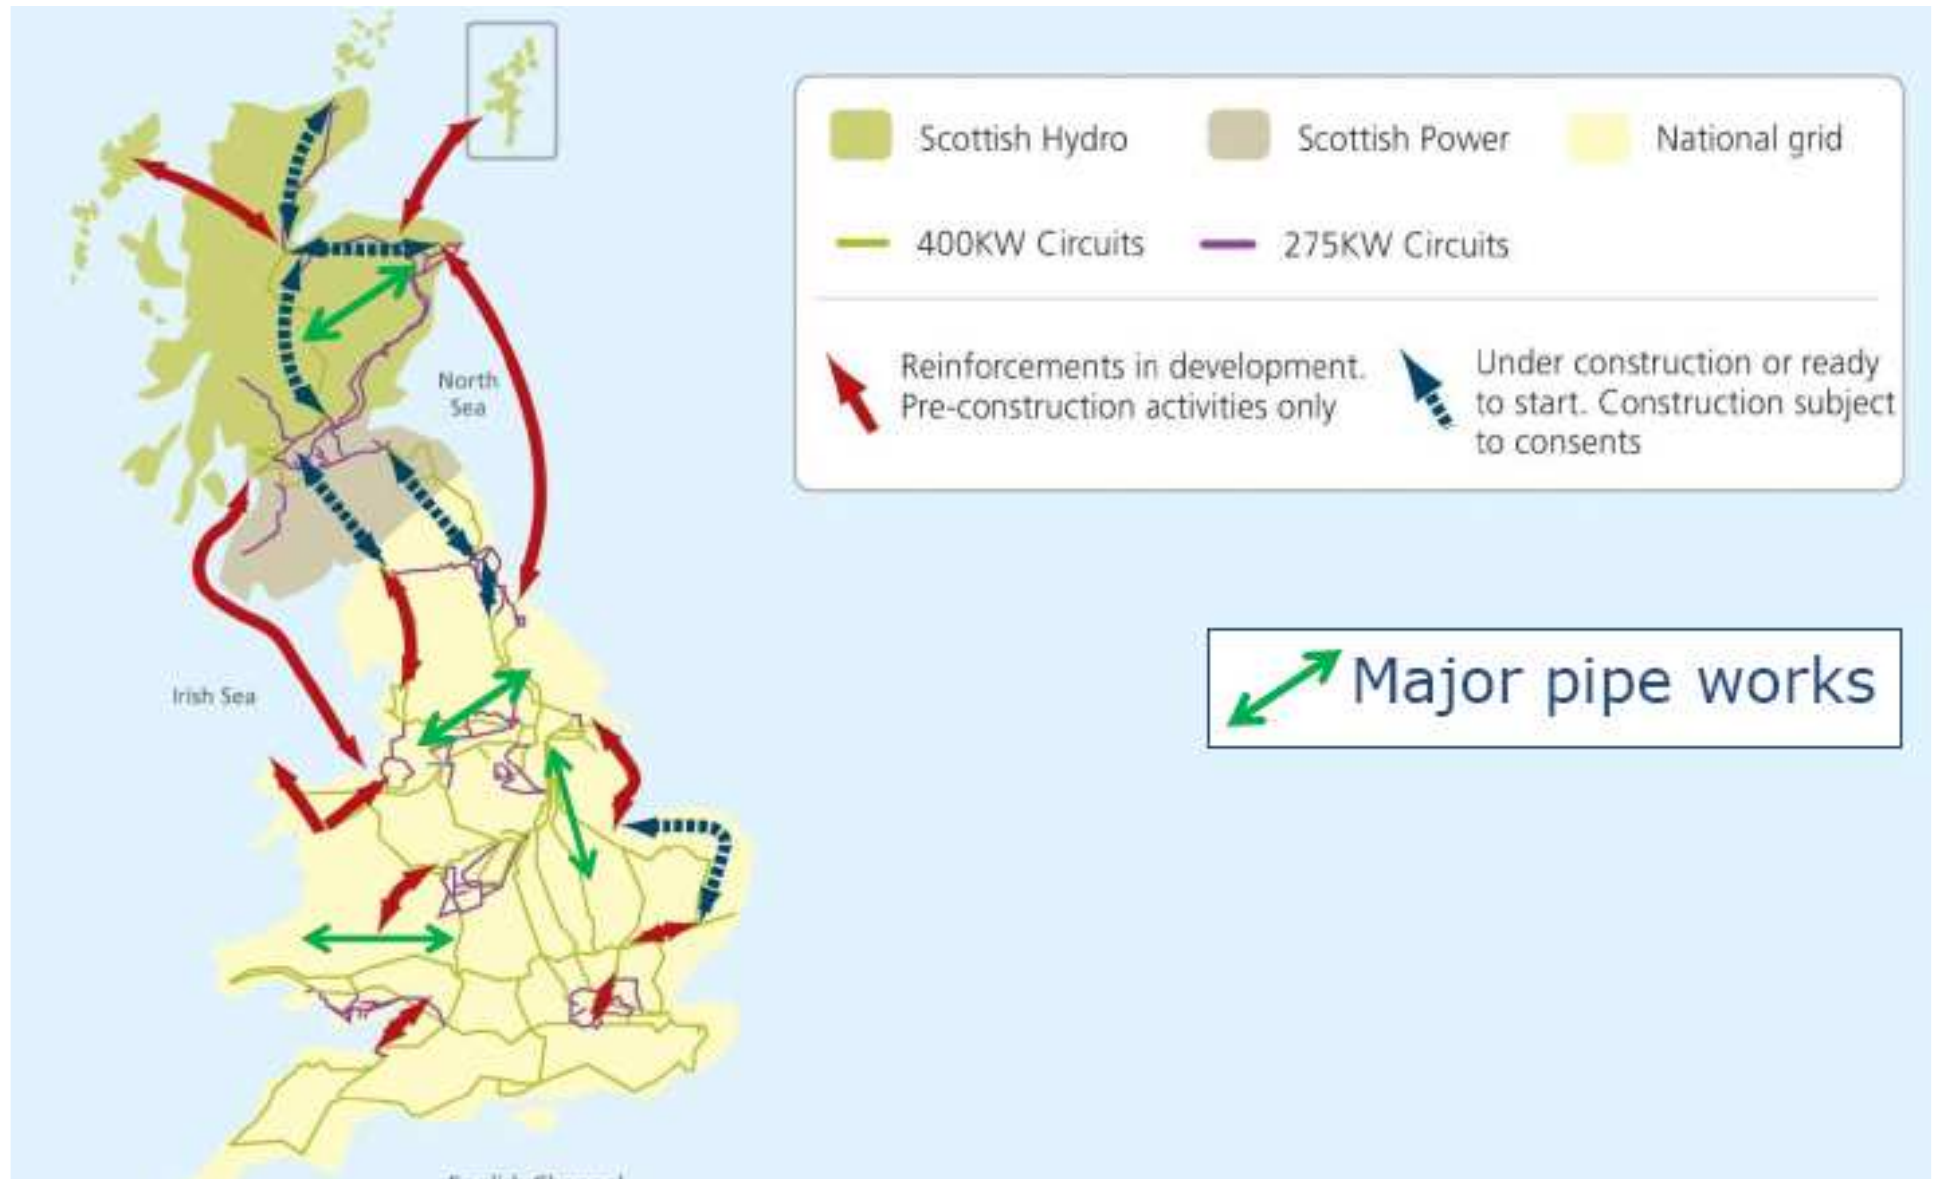 Scottish Hydro
Scottish Power
National grid
400KW Circuits
275KW Circuits
Reinforcements in development.
Pre-construction activities only
Under construction or ready
to start. Construction subject
to consents
North
Sea
Irish Sea
Major pipe works